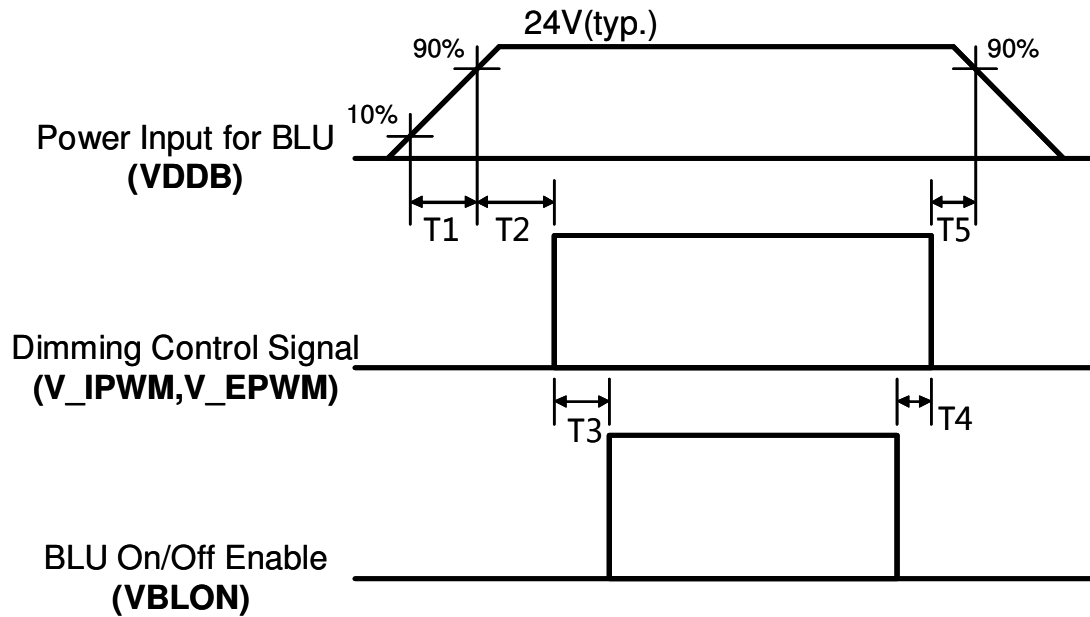 24V(typ.)
90%
90%
10%
Power Input for BLU
(VDDB)
T1
T2
T5
Dimming Control Signal
(V_IPWM,V_EPWM)
T3
T4
BLU On/Off Enable
(VBLON)